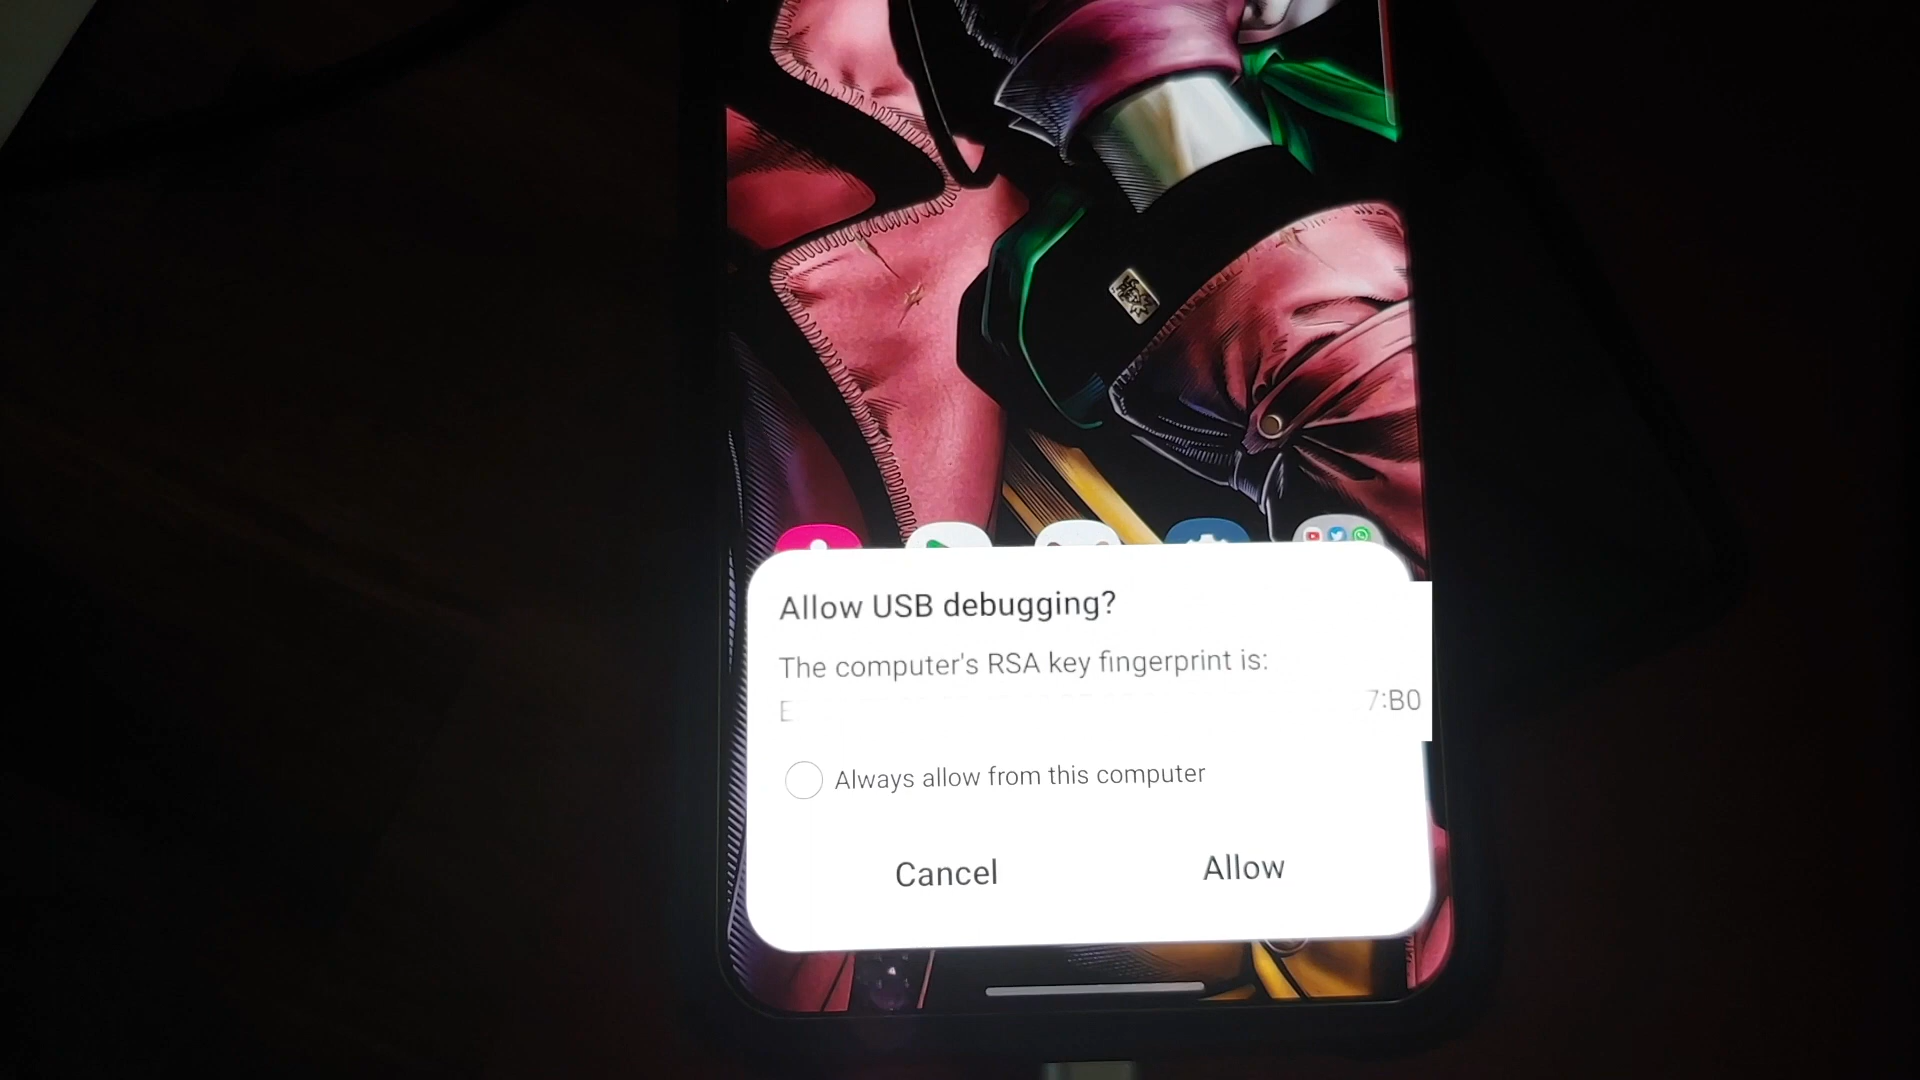 Allow USB debugging?
The computer's RSA key fingerprint is:
E 7:B0
Always allow from this computer
Cancel Allow